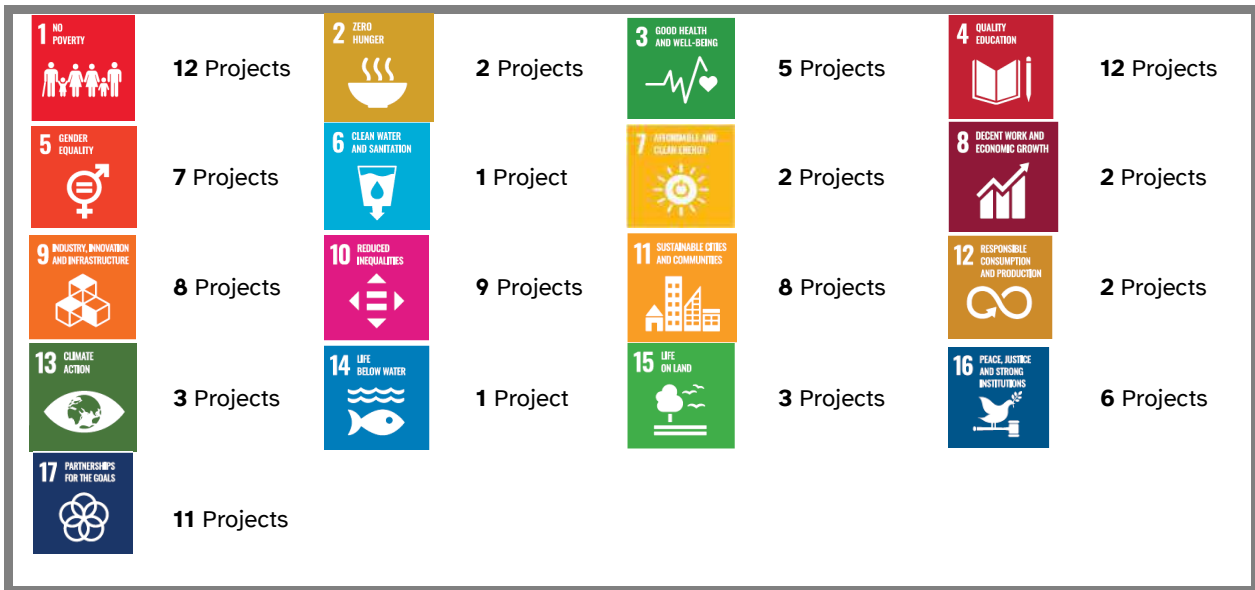 1 NO
POVERTY
12 Projects
2 ZERO
HUNGER
2 Projects
3 GOOD HEALTH
AND WELL-BEING
5 Projects
4 QUALITY
EDUCATION
12 Projects
5 GENDER
EQUALITY
7 Projects
6 CLEAN WATER
AND SANITATION
1 Project
7 AFFORDABLE AND
CLEAN ENERGY
2 Projects
8 DECENT WORK AND
ECONOMIC GROWTH
2 Projects
9 INDUSTRY, INNOVATION
AND INFRASTRUCTURE
8 Projects
10 REDUCED
INEQUALITIES
9 Projects
11 SUSTAINABLE CITIES
AND COMMUNITIES
8 Projects
12 RESPONSIBLE
CONSUMPTION
AND PRODUCTION
2 Projects
13 CLIMATE
ACTION
3 Projects
14 LIFE
BELOW WATER
1 Project
15 LIFE
ON LAND
3 Projects
16 PEACE, JUSTICE
AND STRONG
INSTITUTIONS
6 Projects
17 PARTNERSHIPS
FOR THE GOALS
11 Projects